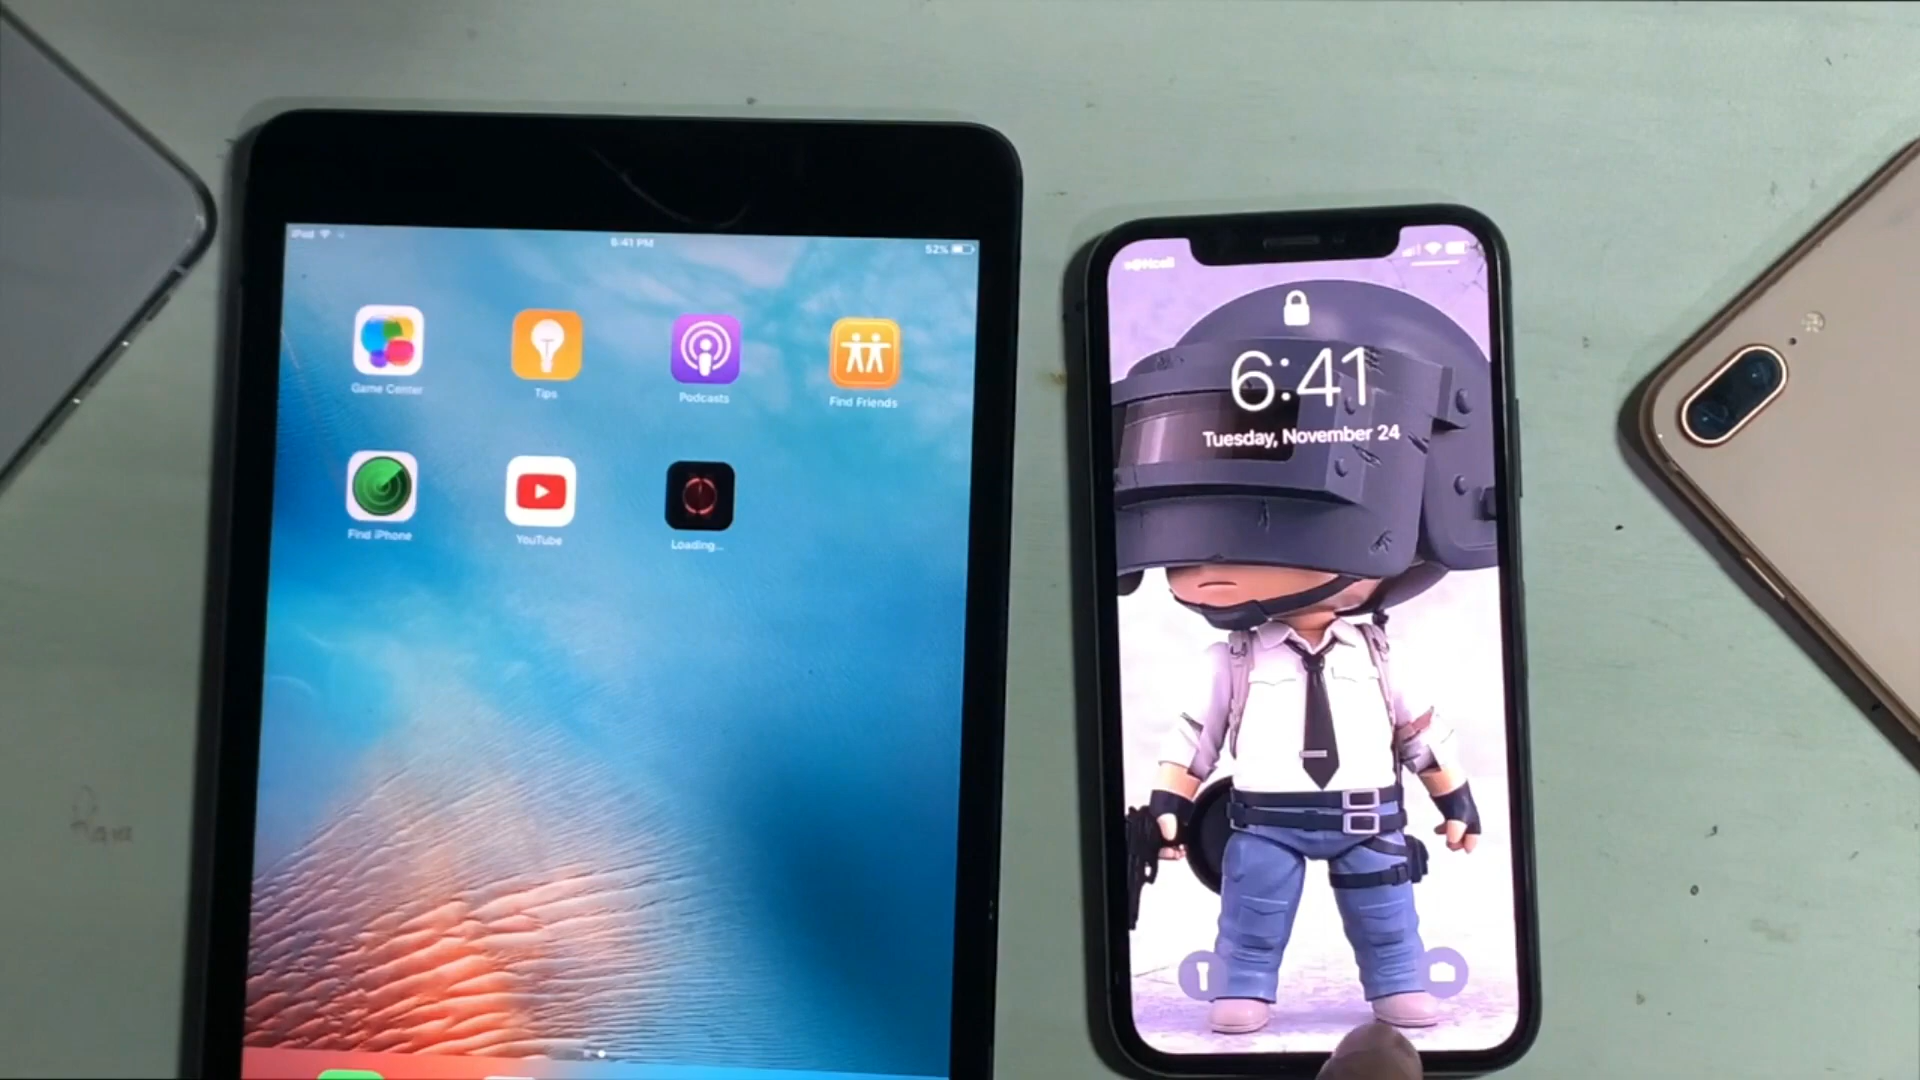 iPad
6:41 PM
52%
Game Center
Tips
Podcasts
Find Friends
Find iPhone
YouTube
Loading...
6:41
Tuesday, November 24